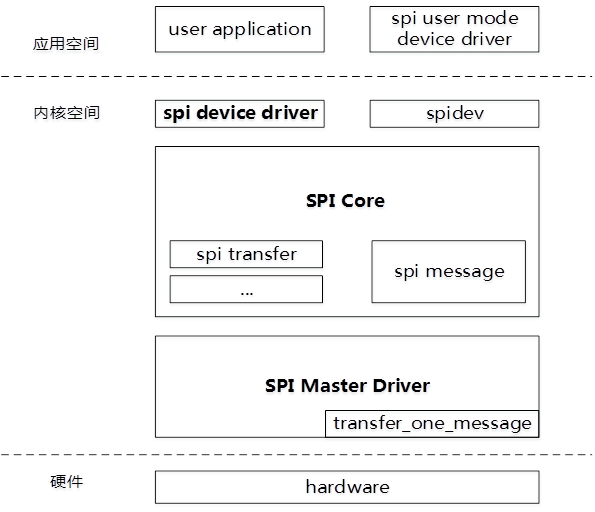 应用空间
user application
spi user mode
device driver
内核空间
spi device driver
spidev
SPI Core
spi transfer
...
spi message
SPI Master Driver
transfer_one_message
硬件
hardware